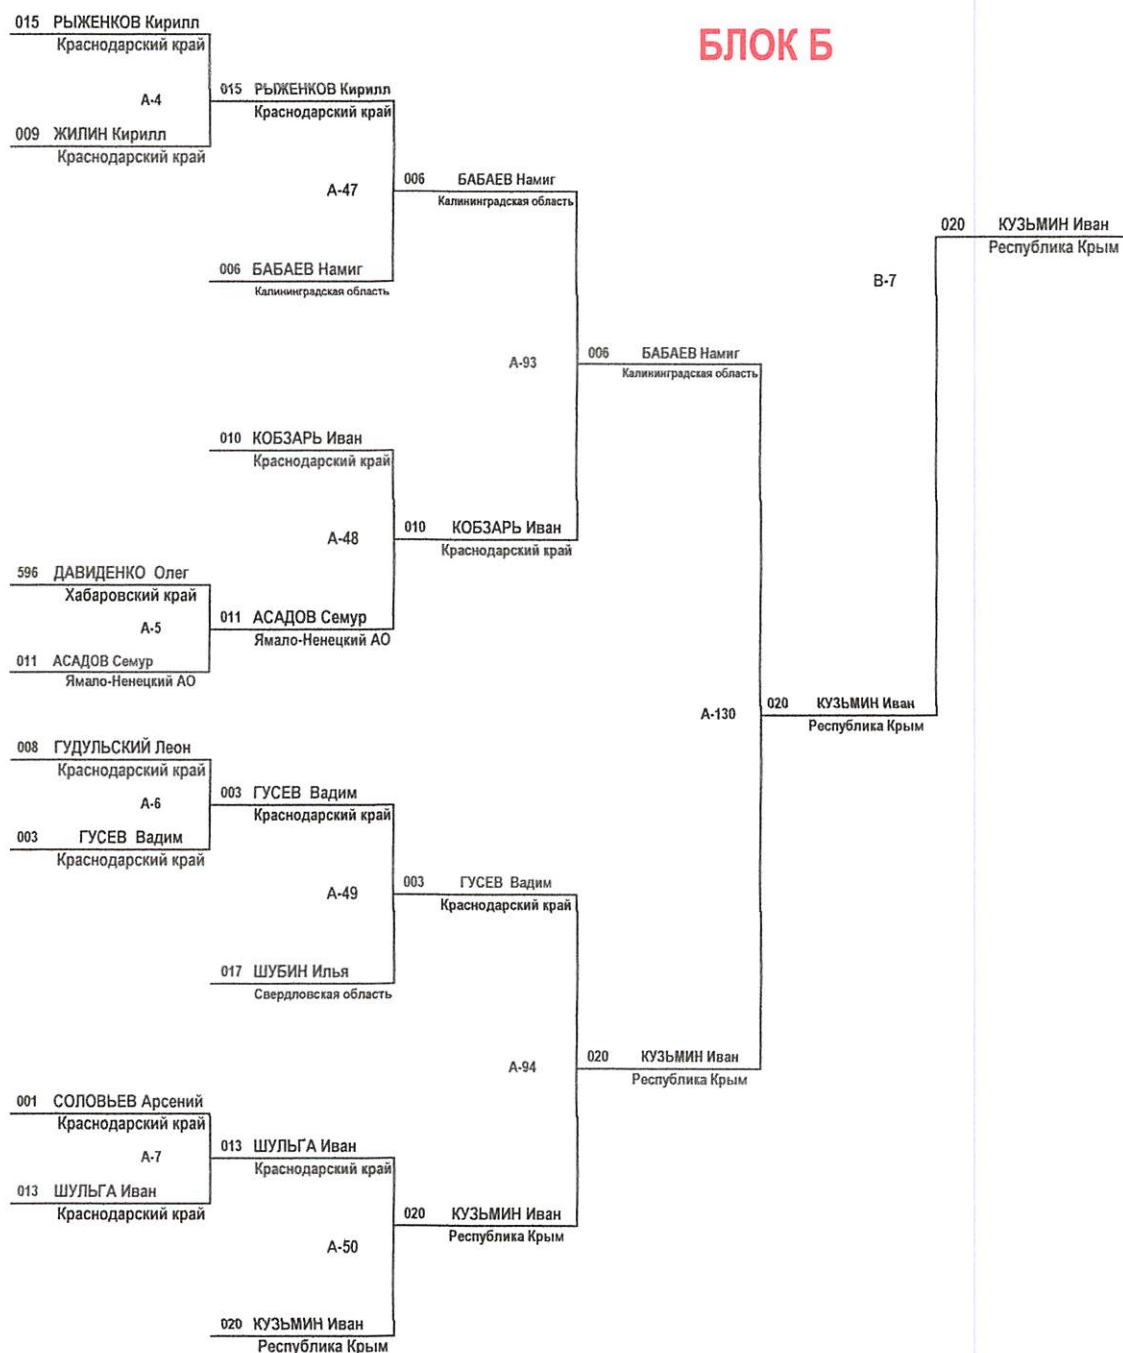 БЛОК Б
015 РЫЖЕНКОВ Кирилл
Краснодарский край
А-4
009 ЖИЛИН Кирилл
Краснодарский край
015 РЫЖЕНКОВ Кирилл
Краснодарский край
А-47
006 БАБАЕВ Намиг
Калининградская область
006 БАБАЕВ Намиг
Калининградская область
А-93
006 БАБАЕВ Намиг
Калининградская область
010 КОБЗАРЬ Иван
Краснодарский край
А-48
010 КОБЗАРЬ Иван
Краснодарский край
596 ДАВИДЕНКО Олег
Хабаровский край
А-5
011 АСАДОВ Семур
Ямало-Ненецкий АО
011 АСАДОВ Семур
Ямало-Ненецкий АО
020 КУЗЬМИН Иван
Республика Крым
В-7
А-130
020 КУЗЬМИН Иван
Республика Крым
008 ГУДУЛЬСКИЙ Леон
Краснодарский край
А-6
003 ГУСЕВ Вадим
Краснодарский край
003 ГУСЕВ Вадим
Краснодарский край
А-49
003 ГУСЕВ Вадим
Краснодарский край
017 ШУБИН Илья
Свердловская область
А-94
020 КУЗЬМИН Иван
Республика Крым
001 СОЛОВЬЕВ Арсений
Краснодарский край
А-7
013 ШУЛЬГА Иван
Краснодарский край
013 ШУЛЬГА Иван
Краснодарский край
А-50
020 КУЗЬМИН Иван
Республика Крым
020 КУЗЬМИН Иван
Республика Крым